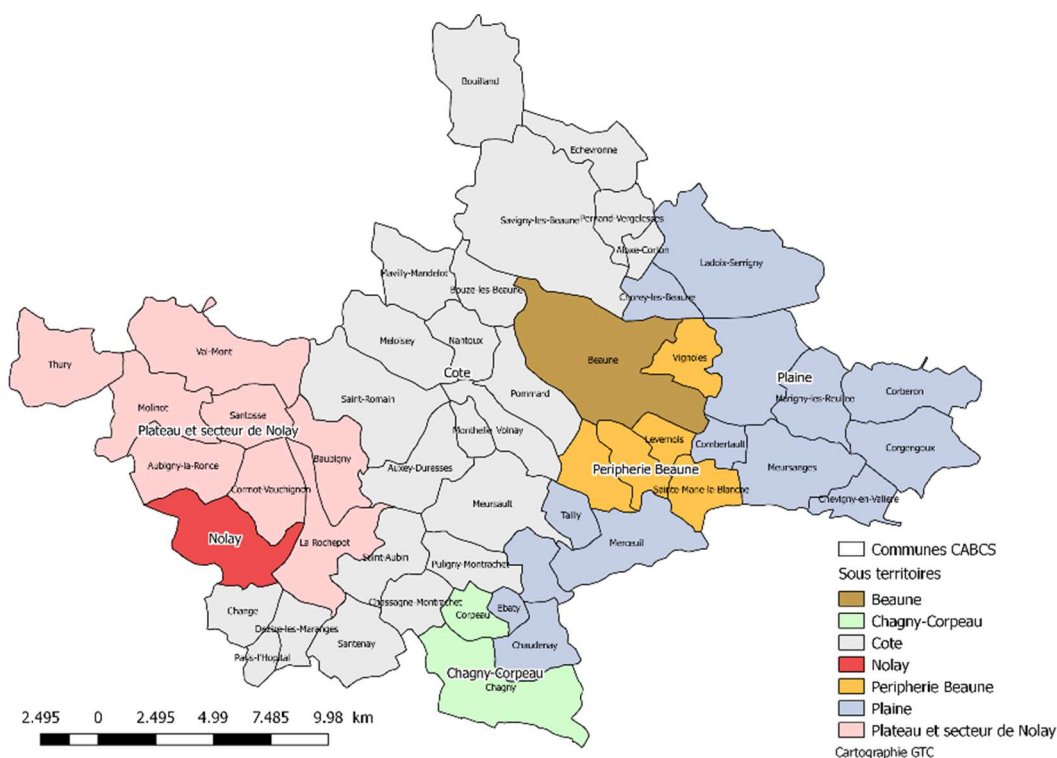 Bouilland
Echevronne
Savigny-les-Beaune
Pernand-Vergelesses
Aloxe-Corton
Ladoix-Serrigny
Mavilly-Mandelot
Bouze-les-Beaune
Chorey-les-Beaune
Meloisey
Nantoux
Beaune
Vignoles
Val-Mont
Thury
Cote
Plaine
Corberon
Saint-Romain
Pommard
Marigny-les-Reullee
Molinot
Santosse
Plateau et secteur de Nolay
Monthelie
Volnay
Levernois
Combertault
Corgengoux
Baubigny
Aubigny-la-Ronce
Auxey-Duresses
Peripherie Beaune
Meursanges
Cormot-Vauchignon
Sainte-Marie-la-Blanche
Meursault
Chevigny-en-Valiere
Tailly
Nolay
La Rochepot
Merceuil
Saint-Aubin
Puligny-Montrachet
Chassagne-Montrachet
Change
Corpeau
Ebaty
Dezize-les-Maranges
Santenay
Chaudenay
Paris-l'Hopital
Chagny-Corpeau
Chagny
Communes CABCS
Sous territoires
Beaune
Chagny-Corpeau
Cote
Nolay
Peripherie Beaune
Plaine
Plateau et secteur de Nolay
Cartographie GTC
2.495 0 2.495 4.99 7.485 9.98 km